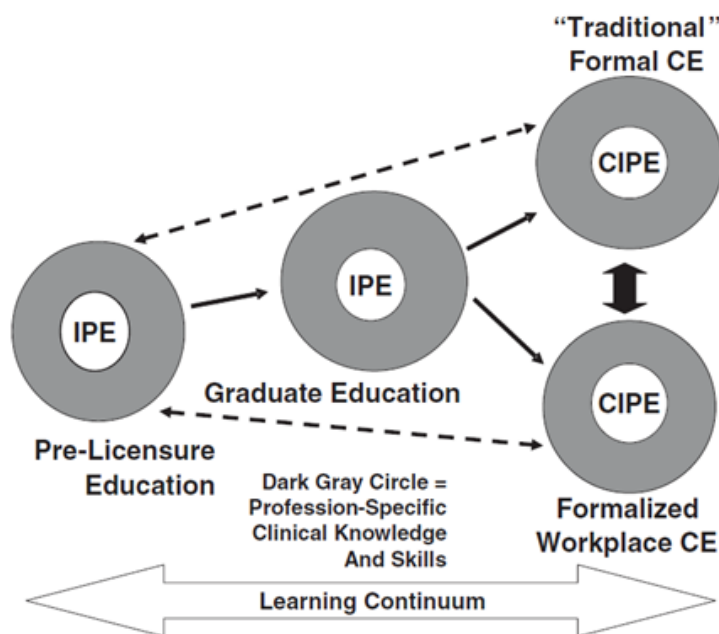 “Traditional”
Formal CE
CIPE
IPE
IPE
Graduate Education
CIPE
Pre-Licensure
Education
Dark Gray Circle =
Profession-Specific
Clinical Knowledge
And Skills
Formalized
Workplace CE
Learning Continuum